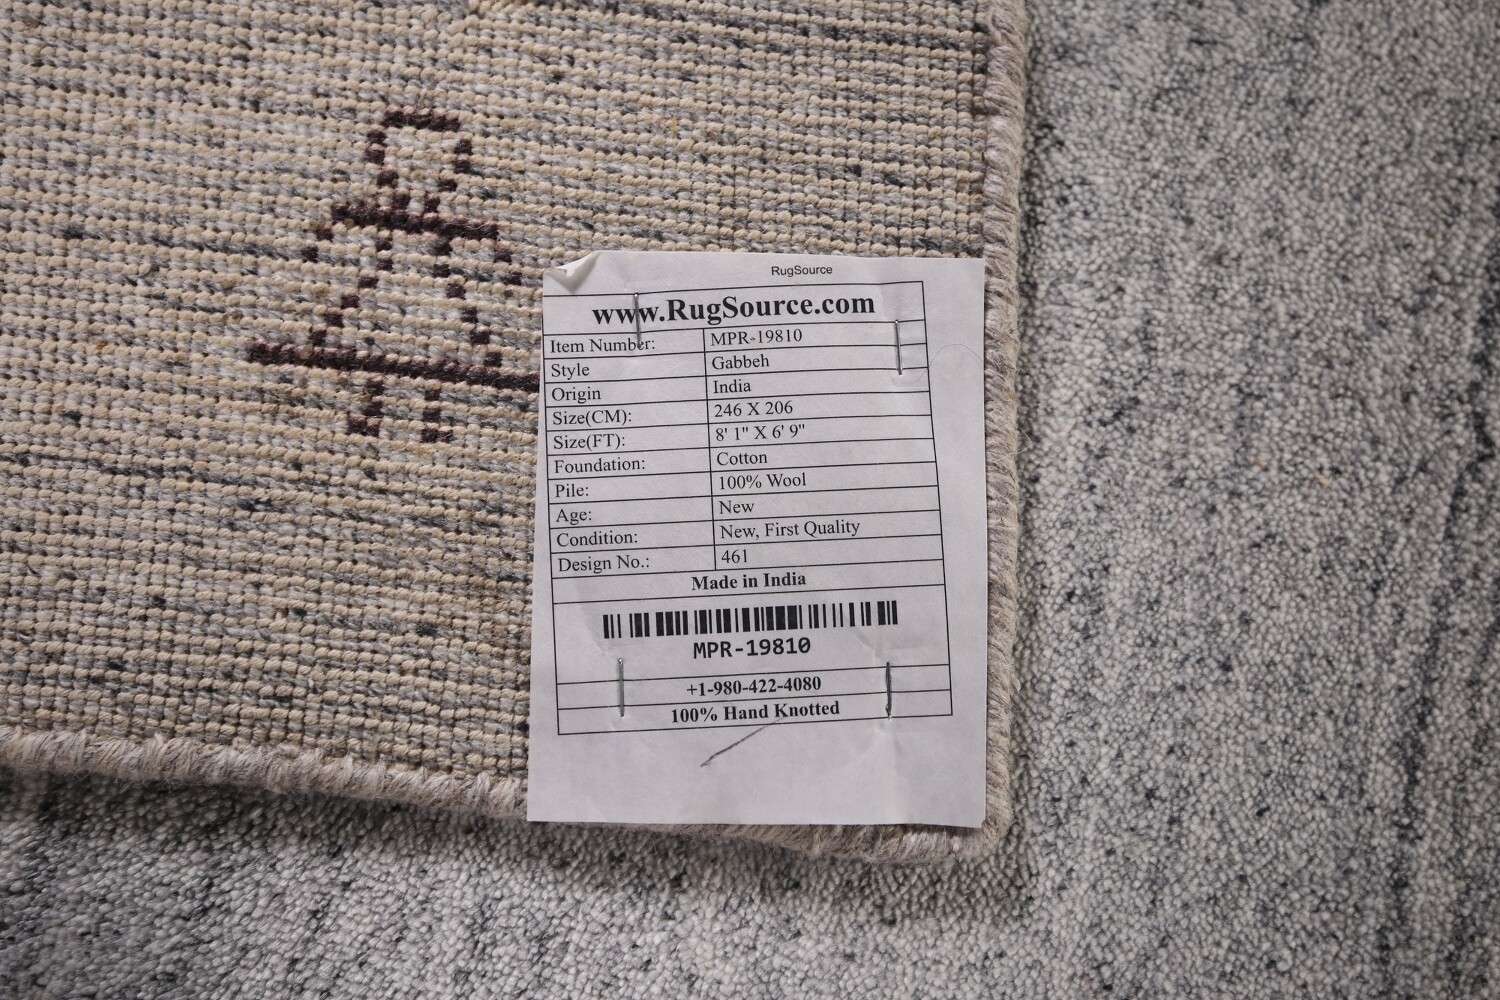 RugSource
www.RugSource.com
Item Number: MPR-19810
Style Gabbeh
Origin India
Size(CM): 246 X 206
Size(FT): 8' 1" X 6' 9"
Foundation: Cotton
Pile: 100% Wool
Age: New
Condition: New, First Quality
Design No.: 461
Made in India
MPR-19810
+1-980-422-4080
100% Hand Knotted